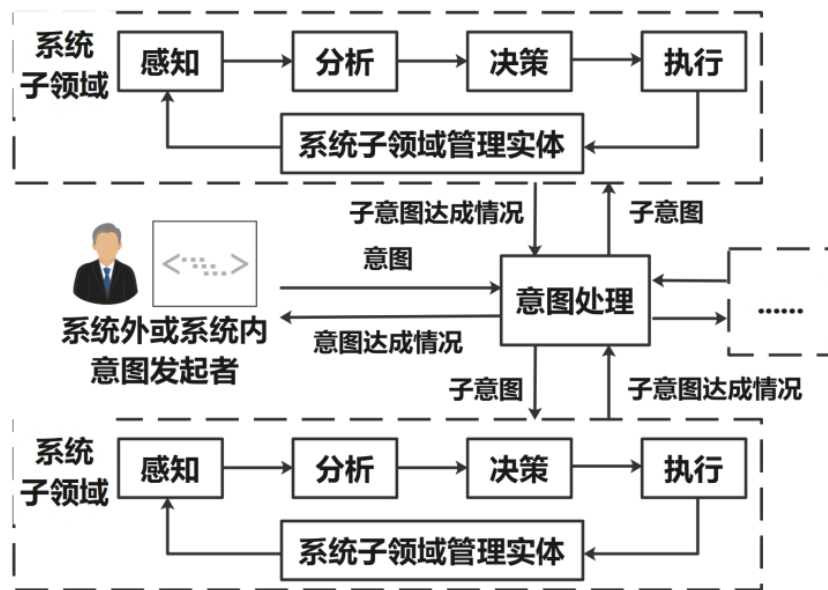 系统
子领域
感知
分析
决策
执行
系统子领域管理实体
子意图达成情况
子意图
意图
意图处理
......
意图达成情况
系统外或系统内
意图发起者
子意图
子意图达成情况
系统
子领域
感知
分析
决策
执行
系统子领域管理实体